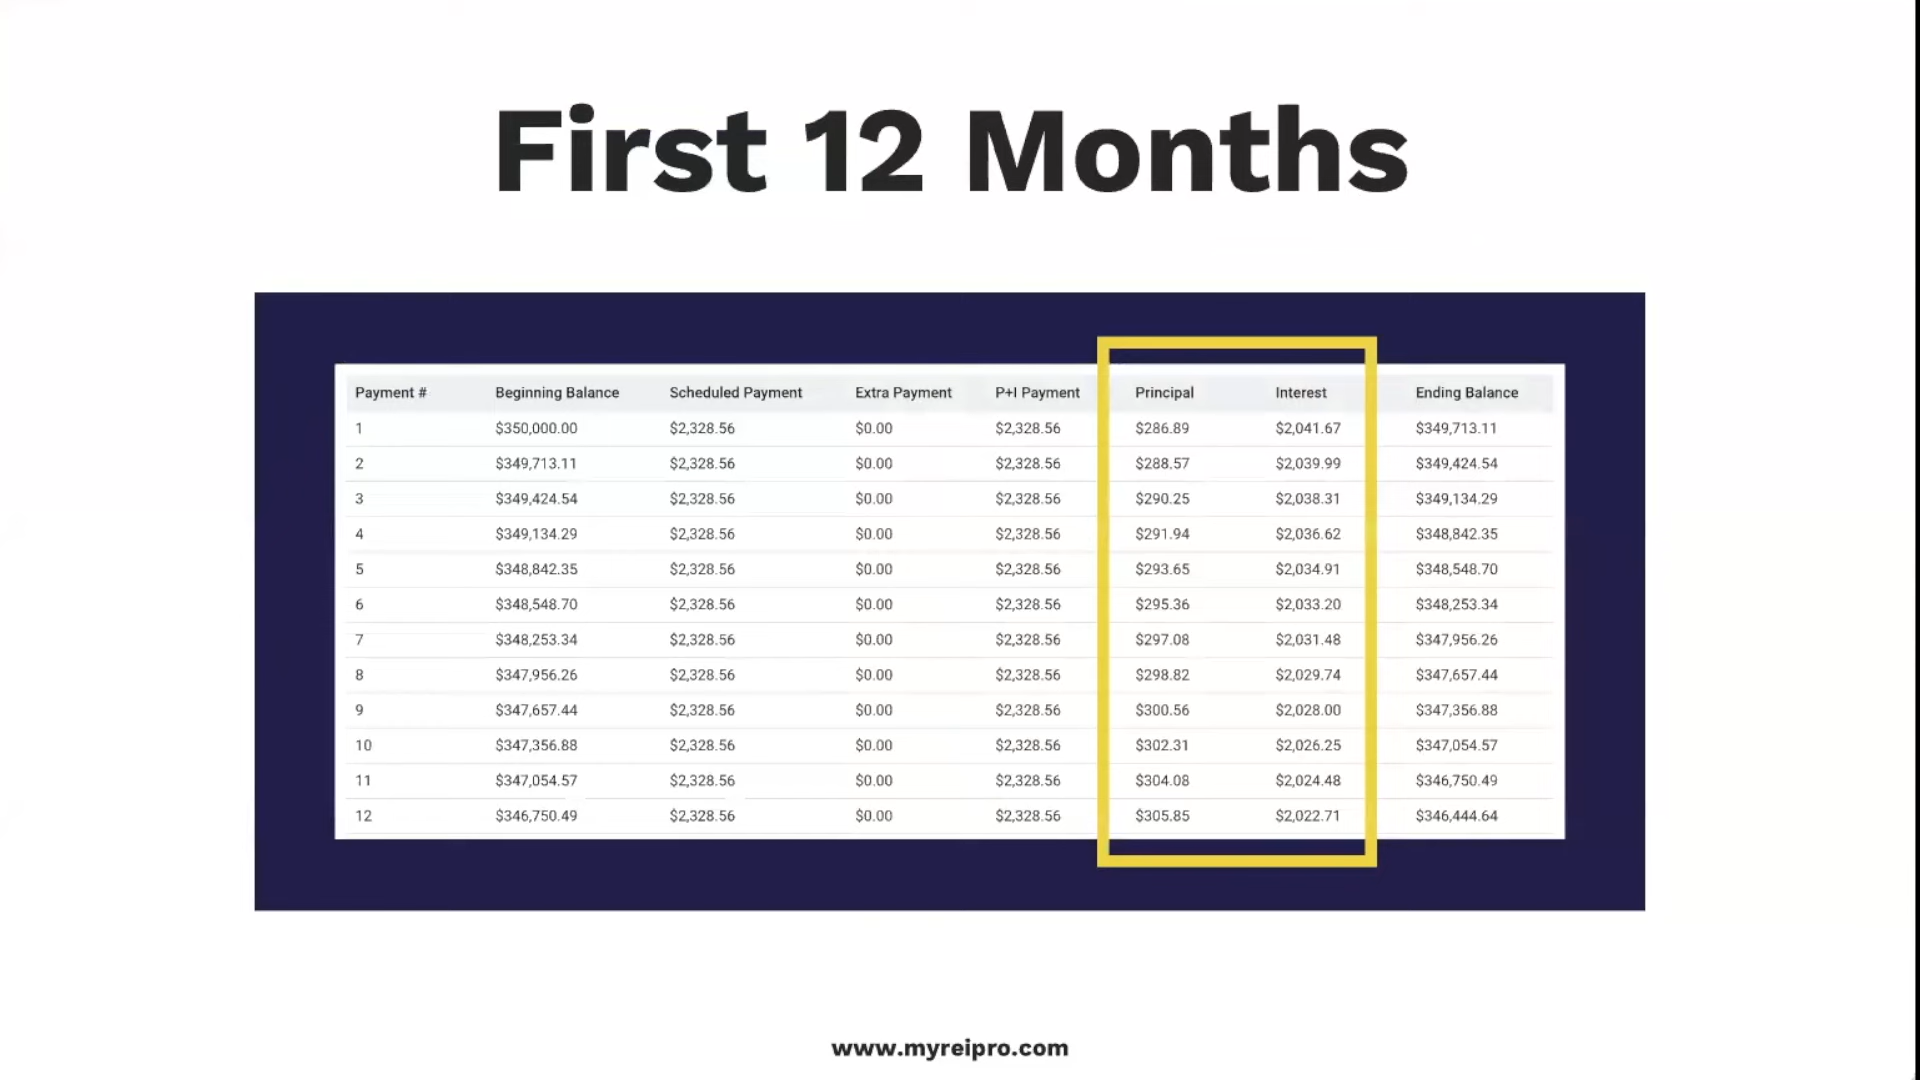 First 12 Months
Payment # Beginning Balance Scheduled Payment Extra Payment P+I Payment Principal Interest Ending Balance
1 $350,000.00 $2,328.56 $0.00 $2,328.56 $286.89 $2,041.67 $349,713.11
2 $349,713.11 $2,328.56 $0.00 $2,328.56 $288.57 $2,039.99 $349,424.54
3 $349,424.54 $2,328.56 $0.00 $2,328.56 $290.25 $2,038.31 $349,134.29
4 $349,134.29 $2,328.56 $0.00 $2,328.56 $291.94 $2,036.62 $348,842.35
5 $348,842.35 $2,328.56 $0.00 $2,328.56 $293.65 $2,034.91 $348,548.70
6 $348,548.70 $2,328.56 $0.00 $2,328.56 $295.36 $2,033.20 $348,253.34
7 $348,253.34 $2,328.56 $0.00 $2,328.56 $297.08 $2,031.48 $347,956.26
8 $347,956.26 $2,328.56 $0.00 $2,328.56 $298.82 $2,029.74 $347,657.44
9 $347,657.44 $2,328.56 $0.00 $2,328.56 $300.56 $2,028.00 $347,356.88
10 $347,356.88 $2,328.56 $0.00 $2,328.56 $302.31 $2,026.25 $347,054.57
11 $347,054.57 $2,328.56 $0.00 $2,328.56 $304.08 $2,024.48 $346,750.49
12 $346,750.49 $2,328.56 $0.00 $2,328.56 $305.85 $2,022.71 $346,444.64
www.myreipro.com